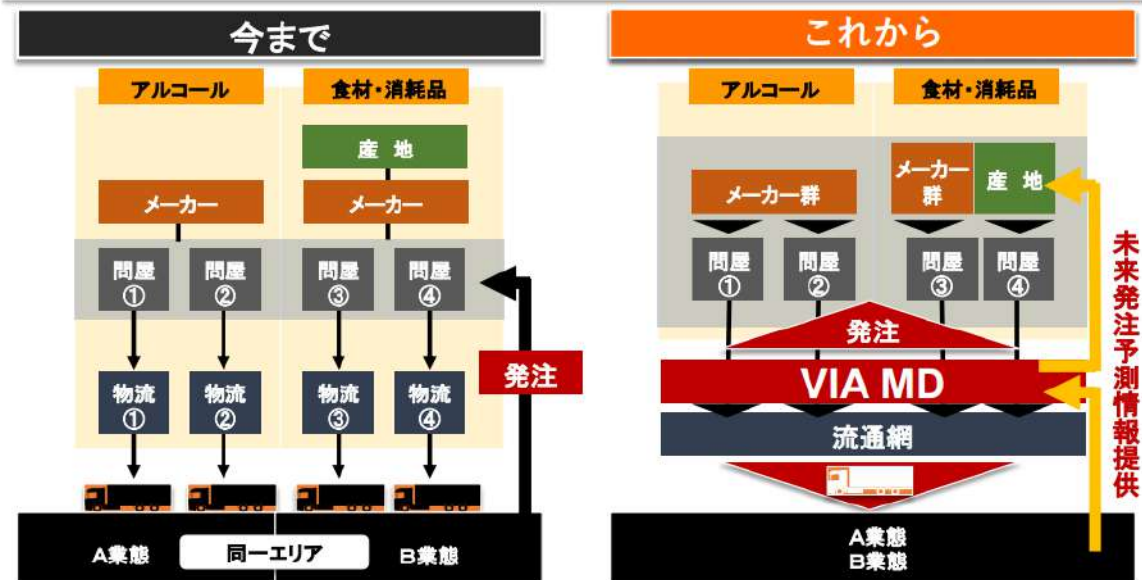 今まで
アルコール
食材・消耗品
産 地
メーカー
メーカー
問屋
①
問屋
②
問屋
③
問屋
④
発注
物流
①
物流
②
物流
③
物流
④
A業態
同一エリア
B業態
これから
アルコール
食材・消耗品
メーカー群
メーカー
群
産 地
問屋
①
問屋
②
問屋
③
問屋
④
発注
VIA MD
流通網
A業態
B業態
未来発注予測情報提供